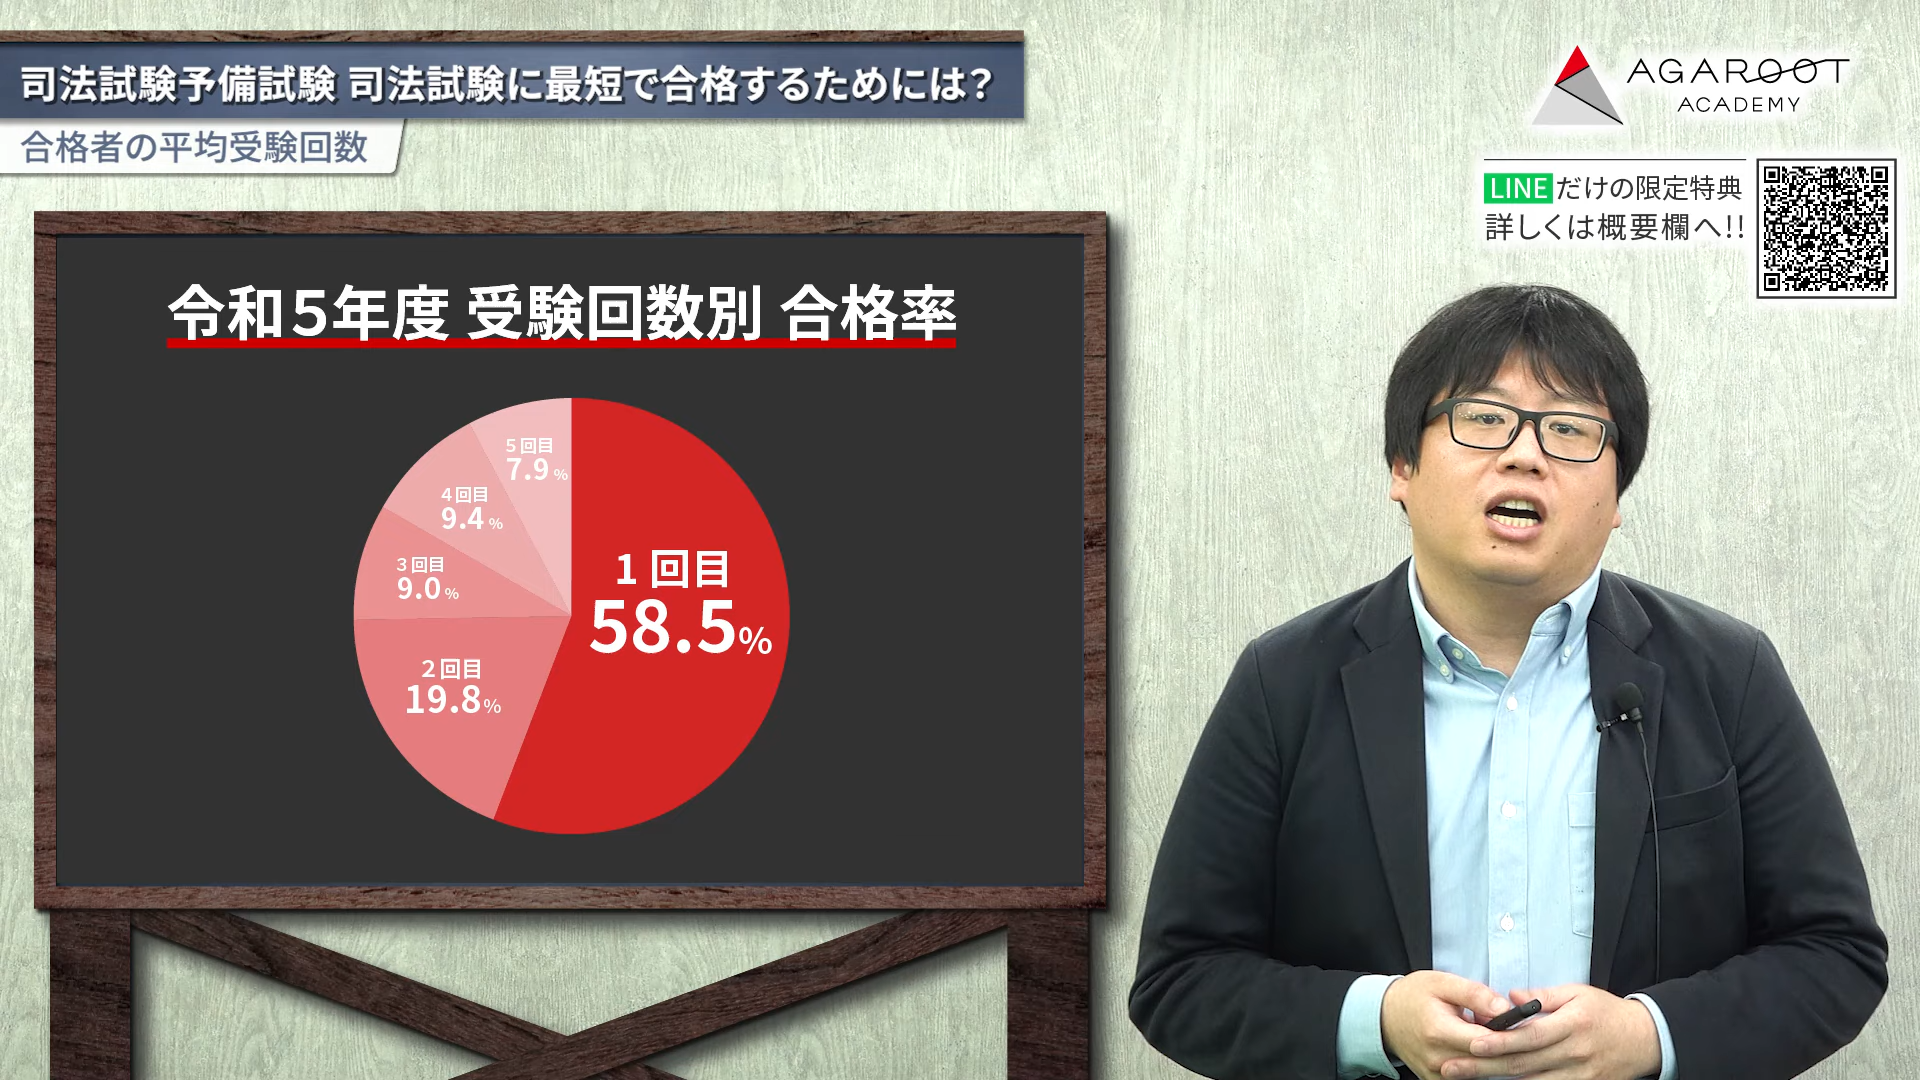 司法試験予備試験 司法試験に最短で合格するためには？
合格者の平均受験回数
AGAROOT
ACADEMY
LINEだけの限定特典
詳しくは概要欄へ!!
令和５年度 受験回数別 合格率
5回目
7.9%
4回目
9.4%
3回目
9.0%
1回目
58.5%
2回目
19.8%